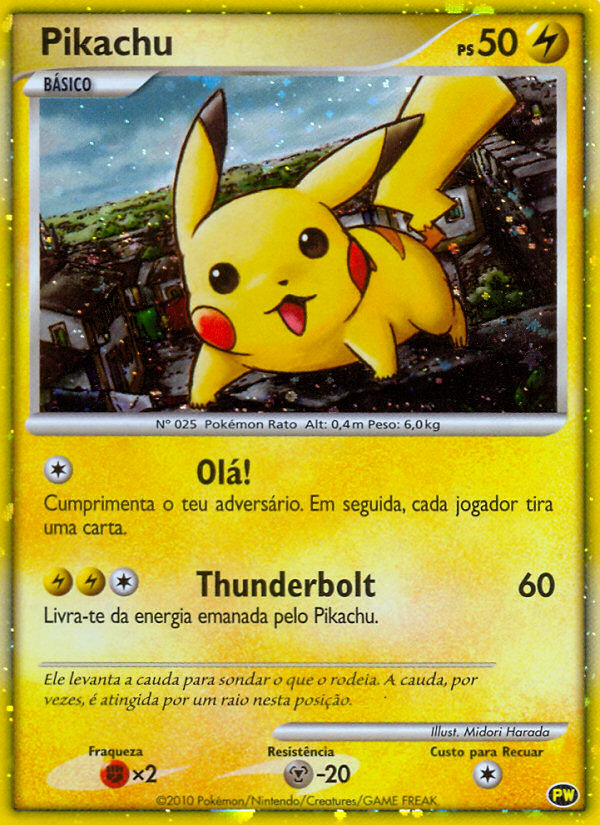 Pikachu
PS 50
BÁSICO
Nº 025 Pokémon Rato Alt: 0,4m Peso: 6,0kg
Olá!
Cumprimenta o teu adversário. Em seguida, cada jogador tira
uma carta.
Thunderbolt 60
Livra-te da energia emanada pelo Pikachu.
Ele levanta a cauda para sondar o que o rodeia. A cauda, por
vezes, é atingida por um raio nesta posição.
Illust. Midori Harada
Fraqueza Resistência Custo para Recuar
×2 -20
©2010 Pokémon/Nintendo/Creatures/GAME FREAK
PW